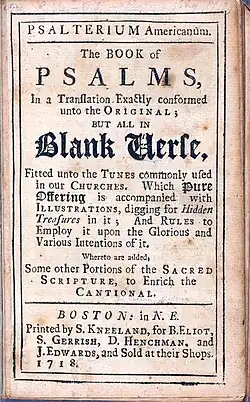 PSALTERIUM Americanum.
The BOOK of
PSALMS,
In a Translation Exactly conformed
unto the ORIGINAL;
BUT ALL IN
Blank Verse,
Fitted unto the TUNES commonly used
in our CHURCHES. Which Pure
Offering is accompanied with
ILLUSTRATIONS, digging for Hidden
Treasures in it; And RULES to
Employ it upon the Glorious and
Various Intentions of it.
Whereto are added,
Some other Portions of the SACRED
SCRIPTURE, to Enrich the
CANTIONAL.
BOSTON: in N. E.
Printed by S. KNEELAND, for B. ELIOT,
S. GERRISH, D. HENCHMAN, and
J. EDWARDS, and Sold at their Shops.
1718.